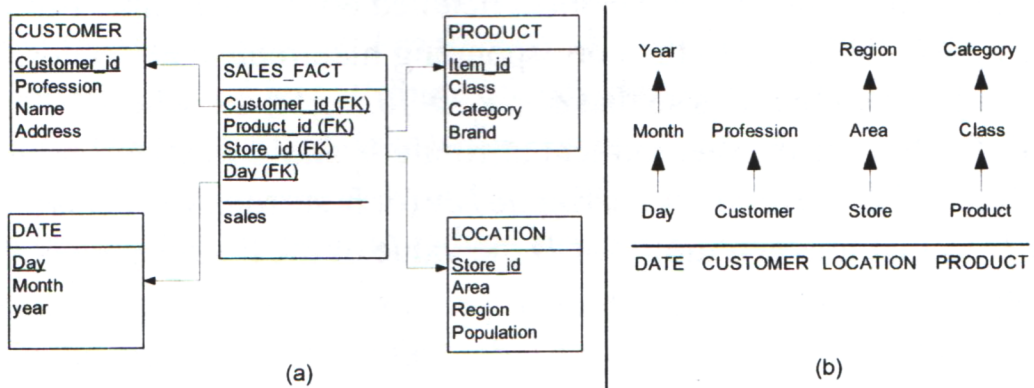 CUSTOMER
Customer_id
Profession
Name
Address
SALES_FACT
Customer_id (FK)
Product_id (FK)
Store_id (FK)
Day (FK)
sales
PRODUCT
Item_id
Class
Category
Brand
DATE
Day
Month
year
LOCATION
Store_id
Area
Region
Population
(a)
Year Region Category
Month Profession Area Class
Day Customer Store Product
DATE CUSTOMER LOCATION PRODUCT
(b)